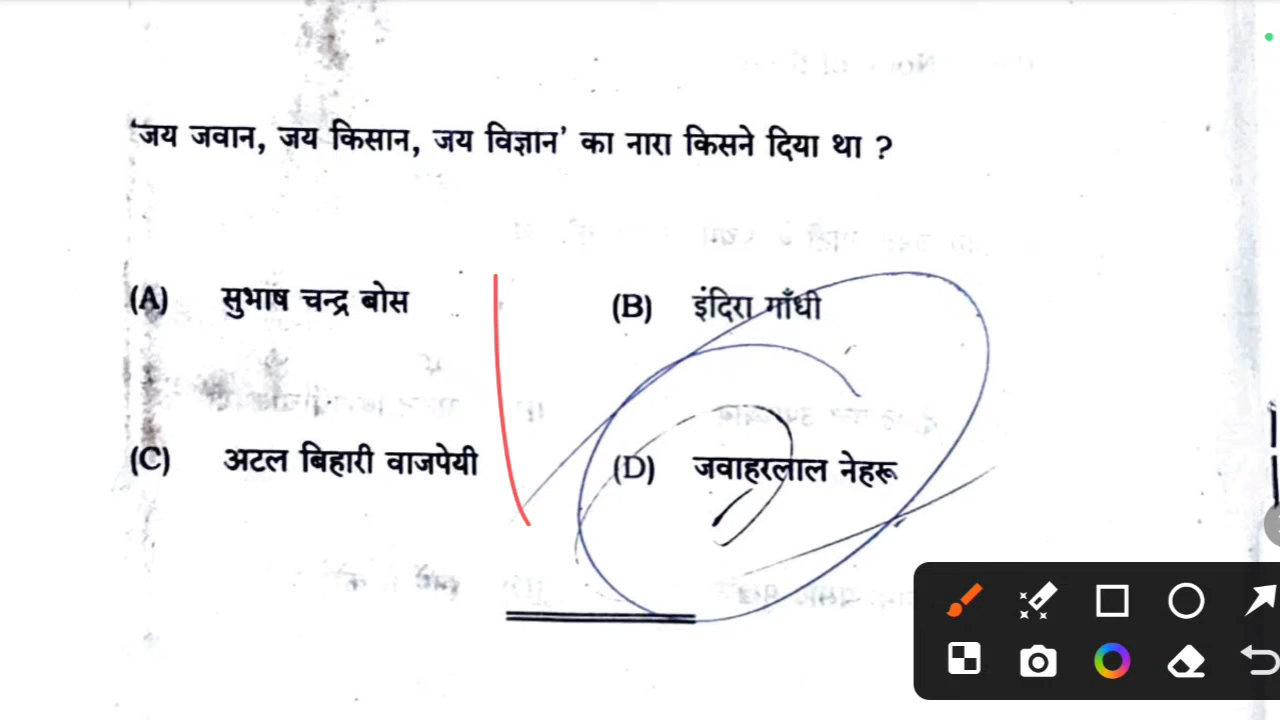 'जय जवान, जय किसान, जय विज्ञान' का नारा किसने दिया था ?
(A) सुभाष चन्द्र बोस
(B) इंदिरा गाँधी
(C) अटल बिहारी वाजपेयी
(D) जवाहरलाल नेहरू